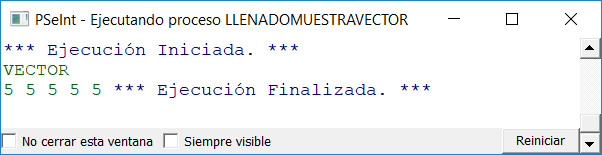 PSeInt - Ejecutando proceso LLENADOMUESTRAVECTOR
*** Ejecución Iniciada. ***
VECTOR
5 5 5 5 5 *** Ejecución Finalizada. ***
No cerrar esta ventana Siempre visible Reiniciar